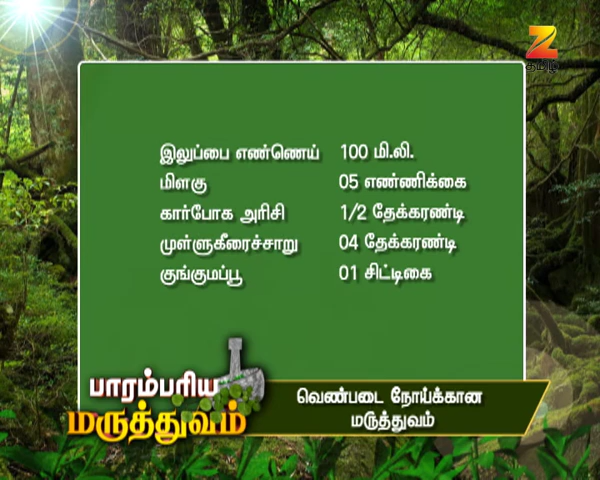 தமிழ்
இலுப்பை எண்ணெய் 100 மி.லி.
மிளகு 05 எண்ணிக்கை
கார்போக அரிசி 1/2 தேக்கரண்டி
முள்ளுகீரைச்சாறு 04 தேக்கரண்டி
குங்குமப்பூ 01 சிட்டிகை
பாரம்பரிய
மருத்துவம்
வெண்படை நோய்க்கான
மருத்துவம்